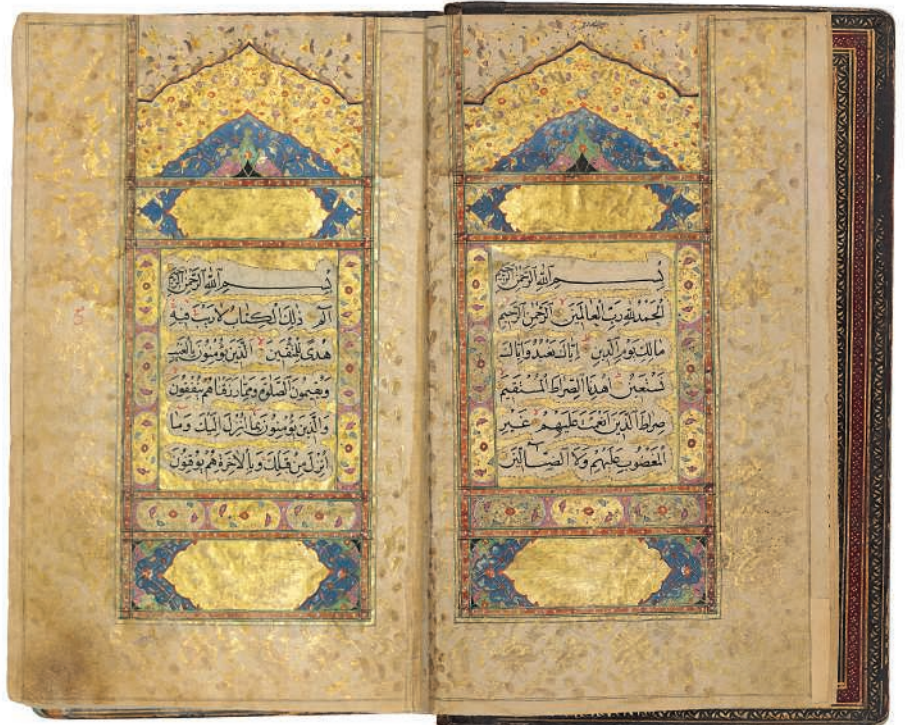 بسم الله الرحمن الرحيم
الحمد لله رب العالمين الرحمن الرحيم
مالك يوم الدين اياك نعبد واياك
نستعين اهدنا الصراط المستقيم
صراط الذين انعمت عليهم غير
المغضوب عليهم ولا الضالين
بسم الله الرحمن الرحيم
الم ذلك الكتاب لا ريب فيه
هدى للمتقين الذين يؤمنون بالغيب
ويقيمون الصلوة ومما رزقناهم ينفقون
والذين يؤمنون بما انزل اليك وما
انزل من قبلك وبالاخرة هم يوقنون